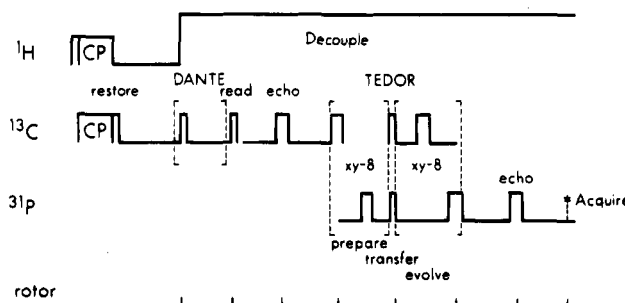 1H
CP
Decouple
restore
DANTE
read
echo
TEDOR
13C
CP
xy-8
xy-8
31P
echo
Acquire
prepare
transfer
evolve
rotor